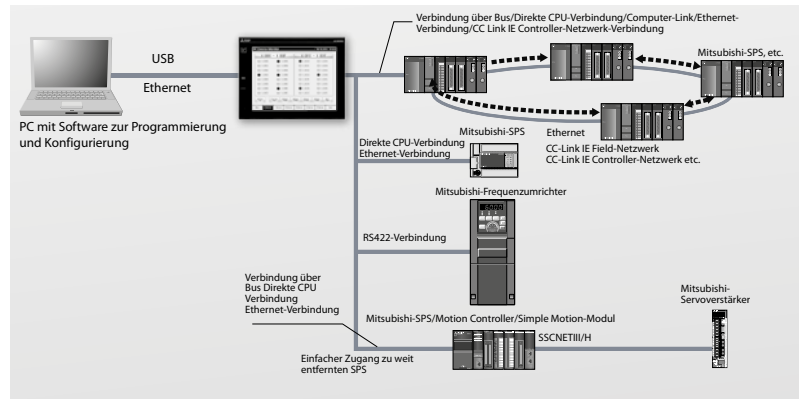 Verbindung über Bus/Direkte CPU-Verbindung/Computer-Link/Ethernet-
Verbindung/CC Link IE Controller-Netzwerk-Verbindung
USB
Ethernet
PC mit Software zur Programmierung
und Konfigurierung
Mitsubishi-SPS, etc.
Ethernet
CC-Link IE Field-Netzwerk
CC-Link IE Controller-Netzwerk etc.
Direkte CPU-Verbindung
Ethernet-Verbindung
Mitsubishi-SPS
Mitsubishi-Frequenzumrichter
RS422-Verbindung
Verbindung über
Bus Direkte CPU
Verbindung
Ethernet-Verbindung
Mitsubishi-SPS/Motion Controller/Simple Motion-Modul
SSCNETIII/H
Mitsubishi-
Servoverstärker
Einfacher Zugang zu weit
entfernten SPS